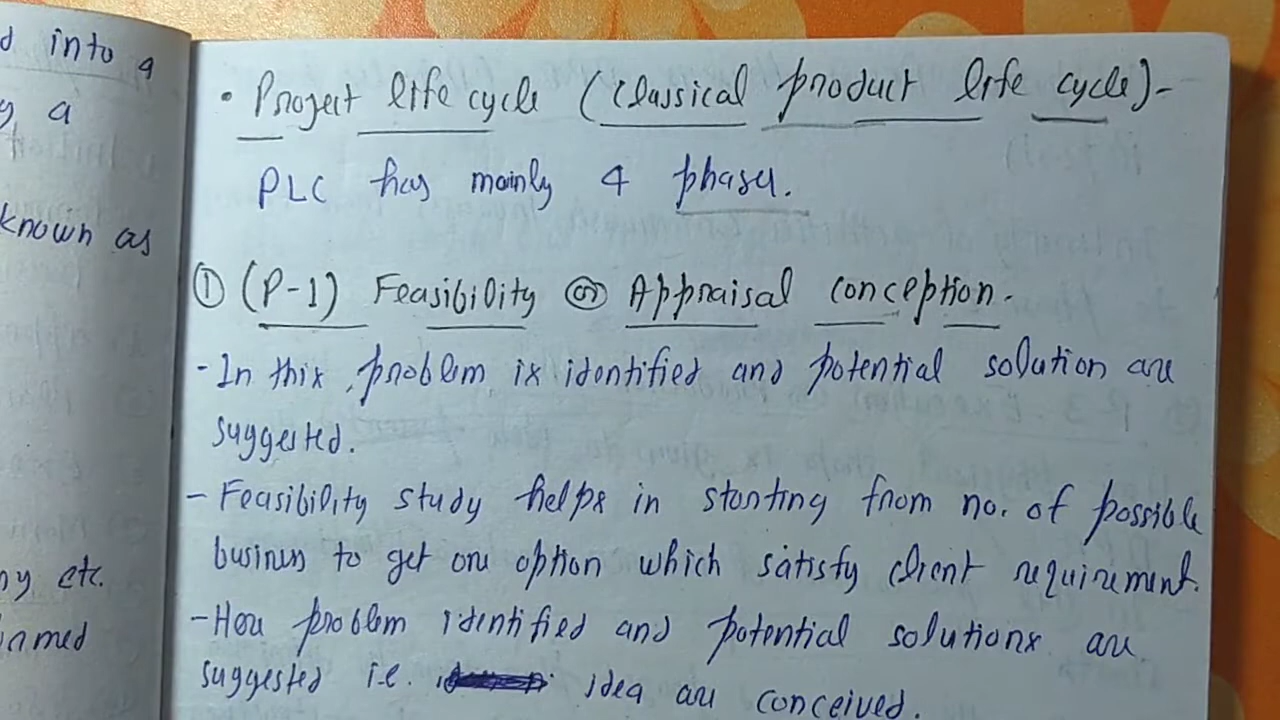 d into 4
y a
known as
ny etc.
named
• Project life cycle (classical product life cycle)-
PLC has mainly 4 phases.
① (P-1) Feasibility or Appraisal conception.
- In this, problem is identified and potential solution are
suggested.
- Feasibility study helps in starting from no. of possible
business to get one option which satisfy client requirement.
- Here problem identified and potential solutions are
suggested i.e. idea are conceived.